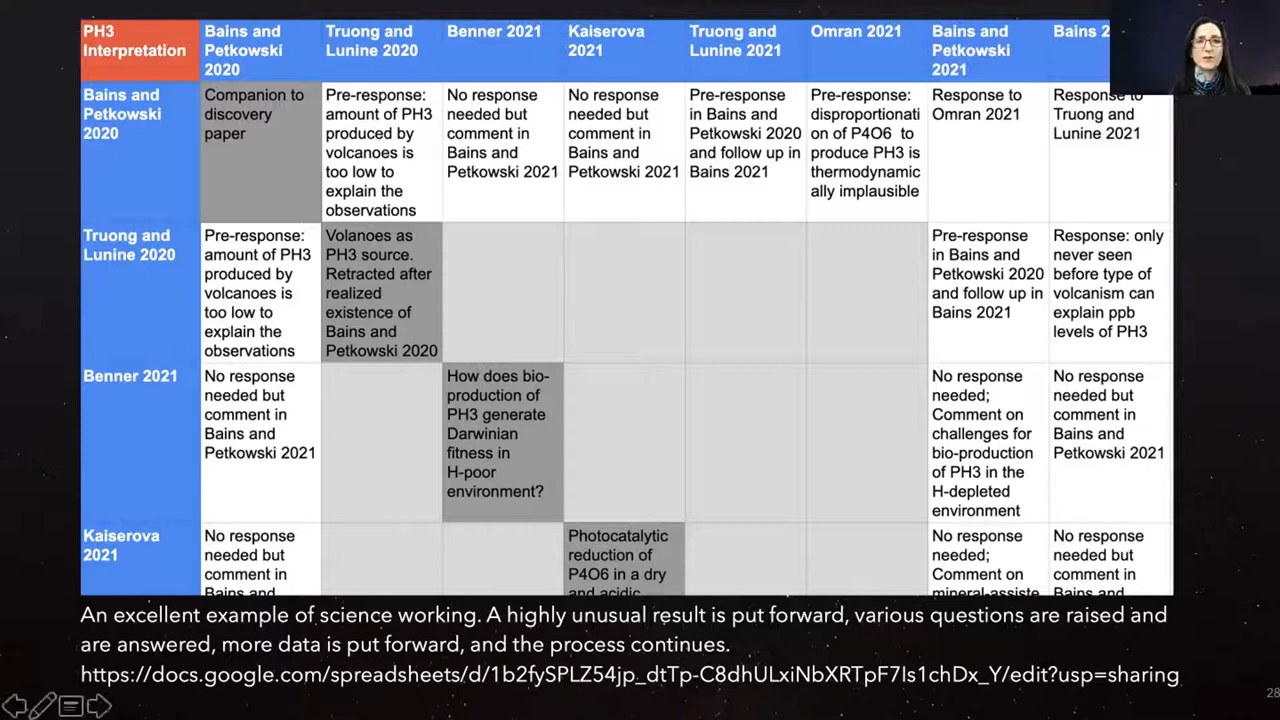 PH3
Interpretation
Bains and
Petkowski
2020
Truong and
Lunine 2020
Benner 2021
Kaiserova
2021
Truong and
Lunine 2021
Omran 2021
Bains and
Petkowski
2021
Bains 2
Bains and
Petkowski
2020
Companion to
discovery
paper
Pre-response:
amount of PH3
produced by
volcanoes is
too low to
explain the
observations
No response
needed but
comment in
Bains and
Petkowski 2021
No response
needed but
comment in
Bains and
Petkowski 2021
Pre-response
in Bains and
Petkowski 2020
and follow up in
Bains 2021
Pre-response:
disproportionati
on of P4O6 to
produce PH3 is
thermodynamic
ally implausible
Response to
Omran 2021
Response to
Truong and
Lunine 2021
Truong and
Lunine 2020
Pre-response:
amount of PH3
produced by
volcanoes is
too low to
explain the
observations
Volanoes as
PH3 source.
Retracted after
realized
existence of
Bains and
Petkowski 2020
Pre-response
in Bains and
Petkowski 2020
and follow up in
Bains 2021
Response: only
never seen
before type of
volcanism can
explain ppb
levels of PH3
Benner 2021
No response
needed but
comment in
Bains and
Petkowski 2021
How does bio-
production of
PH3 generate
Darwinian
fitness in
H-poor
environment?
No response
needed;
Comment on
challenges for
bio-production
of PH3 in the
H-depleted
environment
No response
needed but
comment in
Bains and
Petkowski 2021
Kaiserova
2021
No response
needed but
comment in
Bains and
Photocatalytic
reduction of
P4O6 in a dry
and acidic
No response
needed;
Comment on
mineral-assiste
No response
needed but
comment in
Bains and
An excellent example of science working. A highly unusual result is put forward, various questions are raised and
are answered, more data is put forward, and the process continues.
https://docs.google.com/spreadsheets/d/1b2fySPLZ54jp_dtTp-C8dhULxiNbXRTpF7Is1chDx_Y/edit?usp=sharing
28